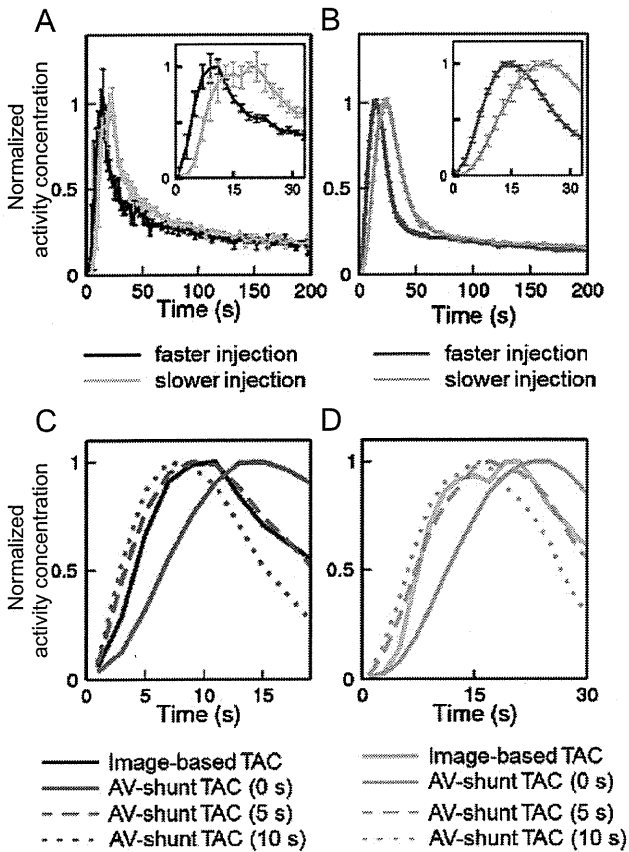 A
B
Normalized
activity concentration
1
0.5
0
0 50 100 150 200
Time (s)
1
0
0 15 30
1
0.5
0
0 50 100 150 200
Time (s)
1
0
0 15 30
faster injection
slower injection
faster injection
slower injection
C
D
Normalized
activity concentration
1
0.5
0
0 5 10 15
Time (s)
1
0.5
0
0 15 30
Time (s)
Image-based TAC
AV-shunt TAC (0 s)
AV-shunt TAC (5 s)
AV-shunt TAC (10 s)
Image-based TAC
AV-shunt TAC (0 s)
AV-shunt TAC (5 s)
AV-shunt TAC (10 s)